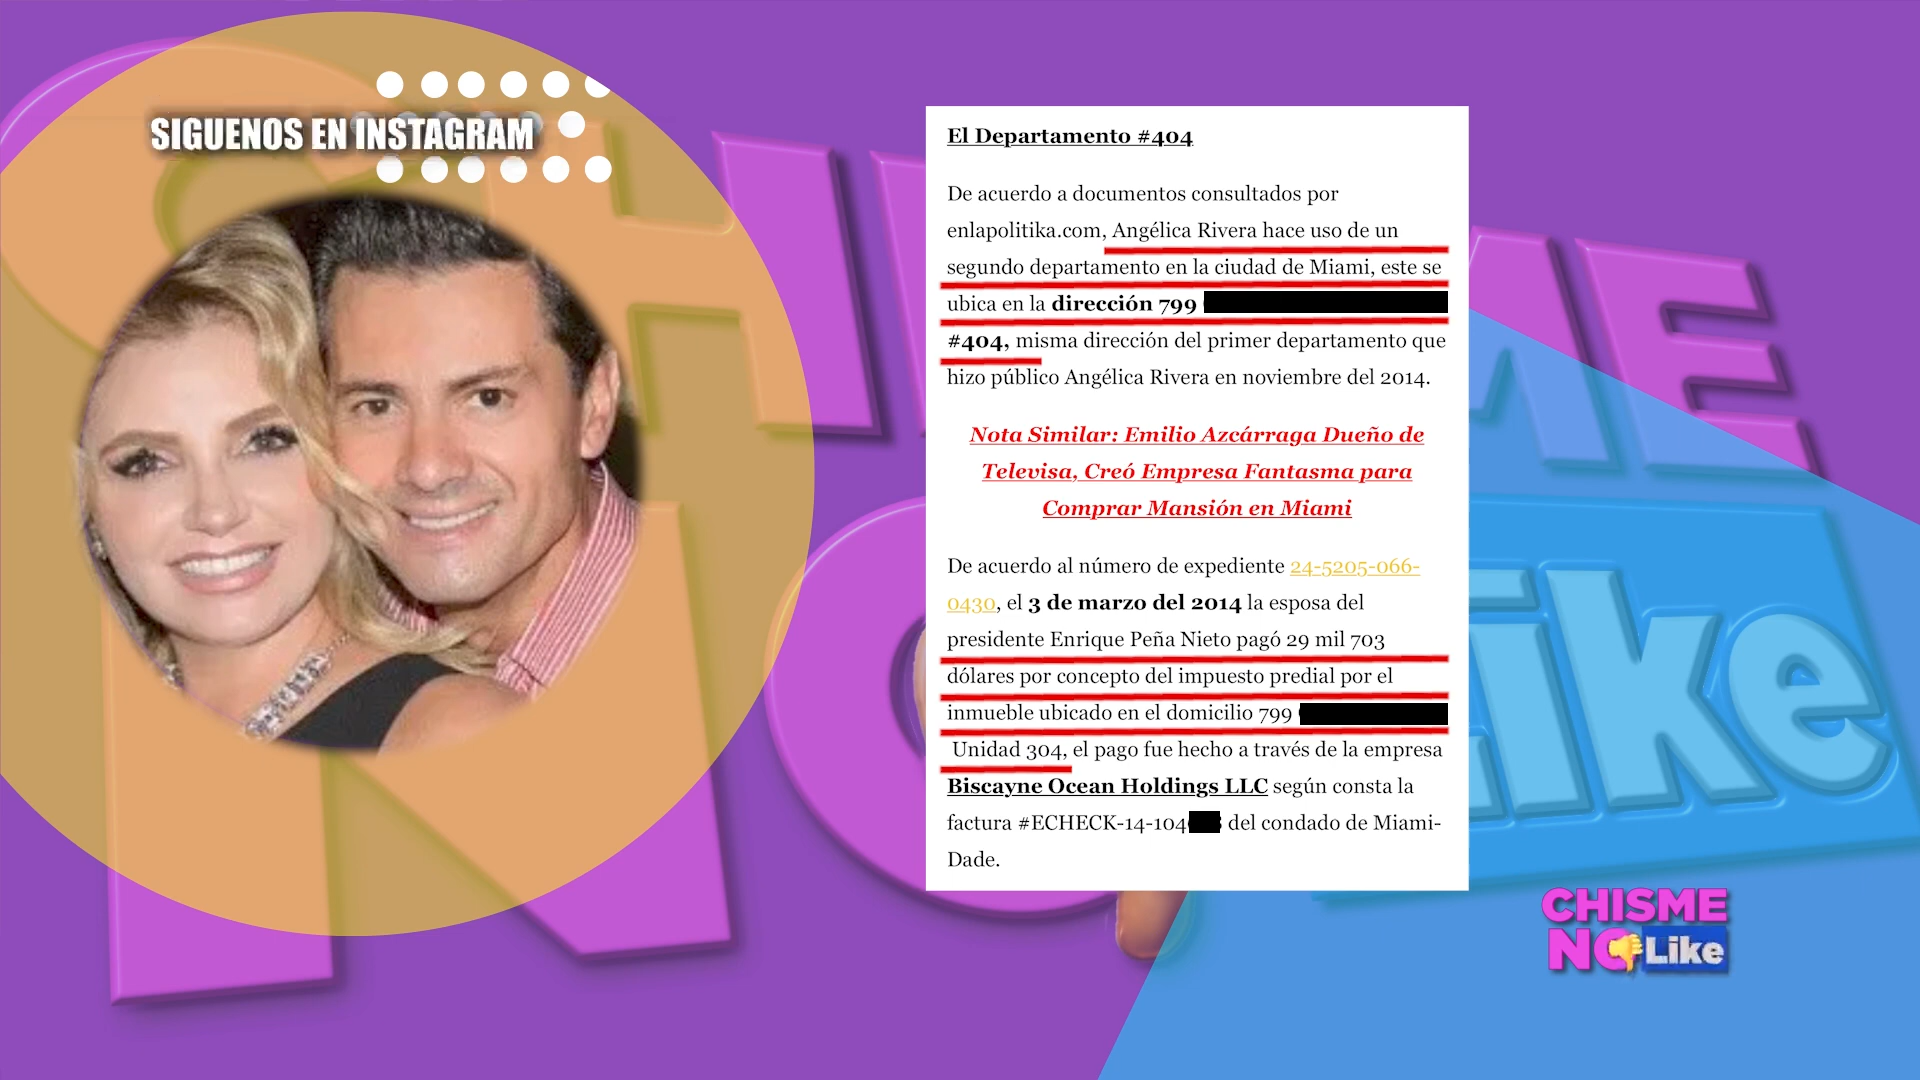 SIGUENOS EN INSTAGRAM
El Departamento #404
De acuerdo a documentos consultados por
enlapolitika.com, Angélica Rivera hace uso de un
segundo departamento en la ciudad de Miami, este se
ubica en la dirección 799
#404, misma dirección del primer departamento que
hizo público Angélica Rivera en noviembre del 2014.
Nota Similar: Emilio Azcárraga Dueño de
Televisa, Creó Empresa Fantasma para
Comprar Mansión en Miami
De acuerdo al número de expediente 24-5205-066-
0430, el 3 de marzo del 2014 la esposa del
presidente Enrique Peña Nieto pagó 29 mil 703
dólares por concepto del impuesto predial por el
inmueble ubicado en el domicilio 799
Unidad 304, el pago fue hecho a través de la empresa
Biscayne Ocean Holdings LLC según consta la
factura #ECHECK-14-104 del condado de Miami-
Dade.
CHISME
NO Like
CHISME
NO Like